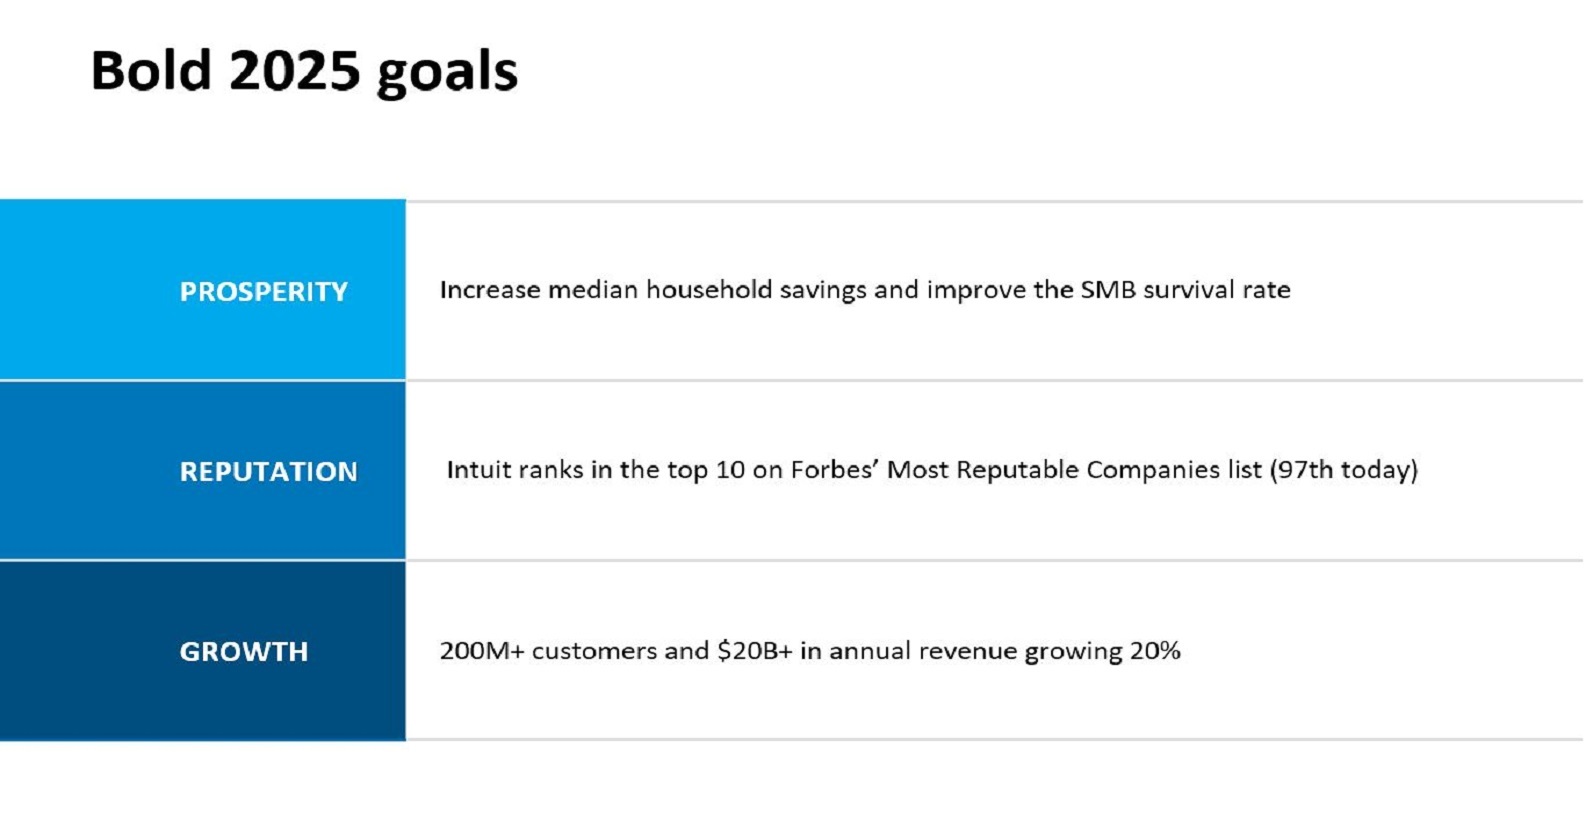 Bold 2025 goals
PROSPERITY
Increase median household savings and improve the SMB survival rate
REPUTATION
Intuit ranks in the top 10 on Forbes’ Most Reputable Companies list (97th today)
GROWTH
200M+ customers and $20B+ in annual revenue growing 20%